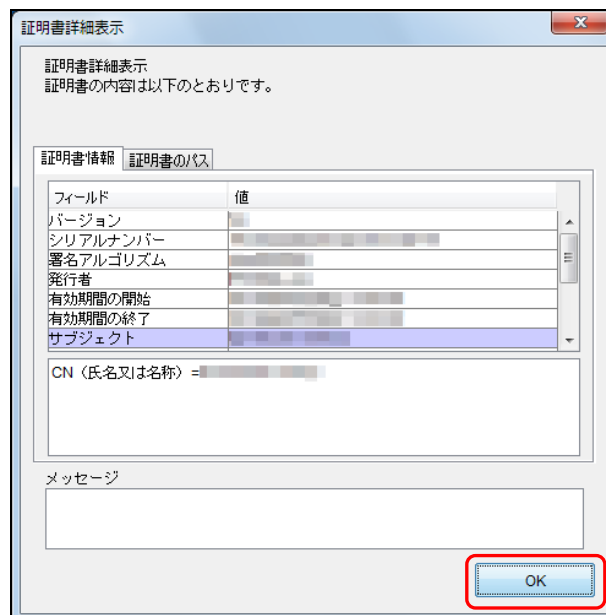 証明書詳細表示
証明書詳細表示
証明書の内容は以下のとおりです。
証明書情報 証明書のパス
フィールド 値
バージョン
シリアルナンバー
署名アルゴリズム
発行者
有効期間の開始
有効期間の終了
サブジェクト
CN（氏名又は名称）=
メッセージ
OK